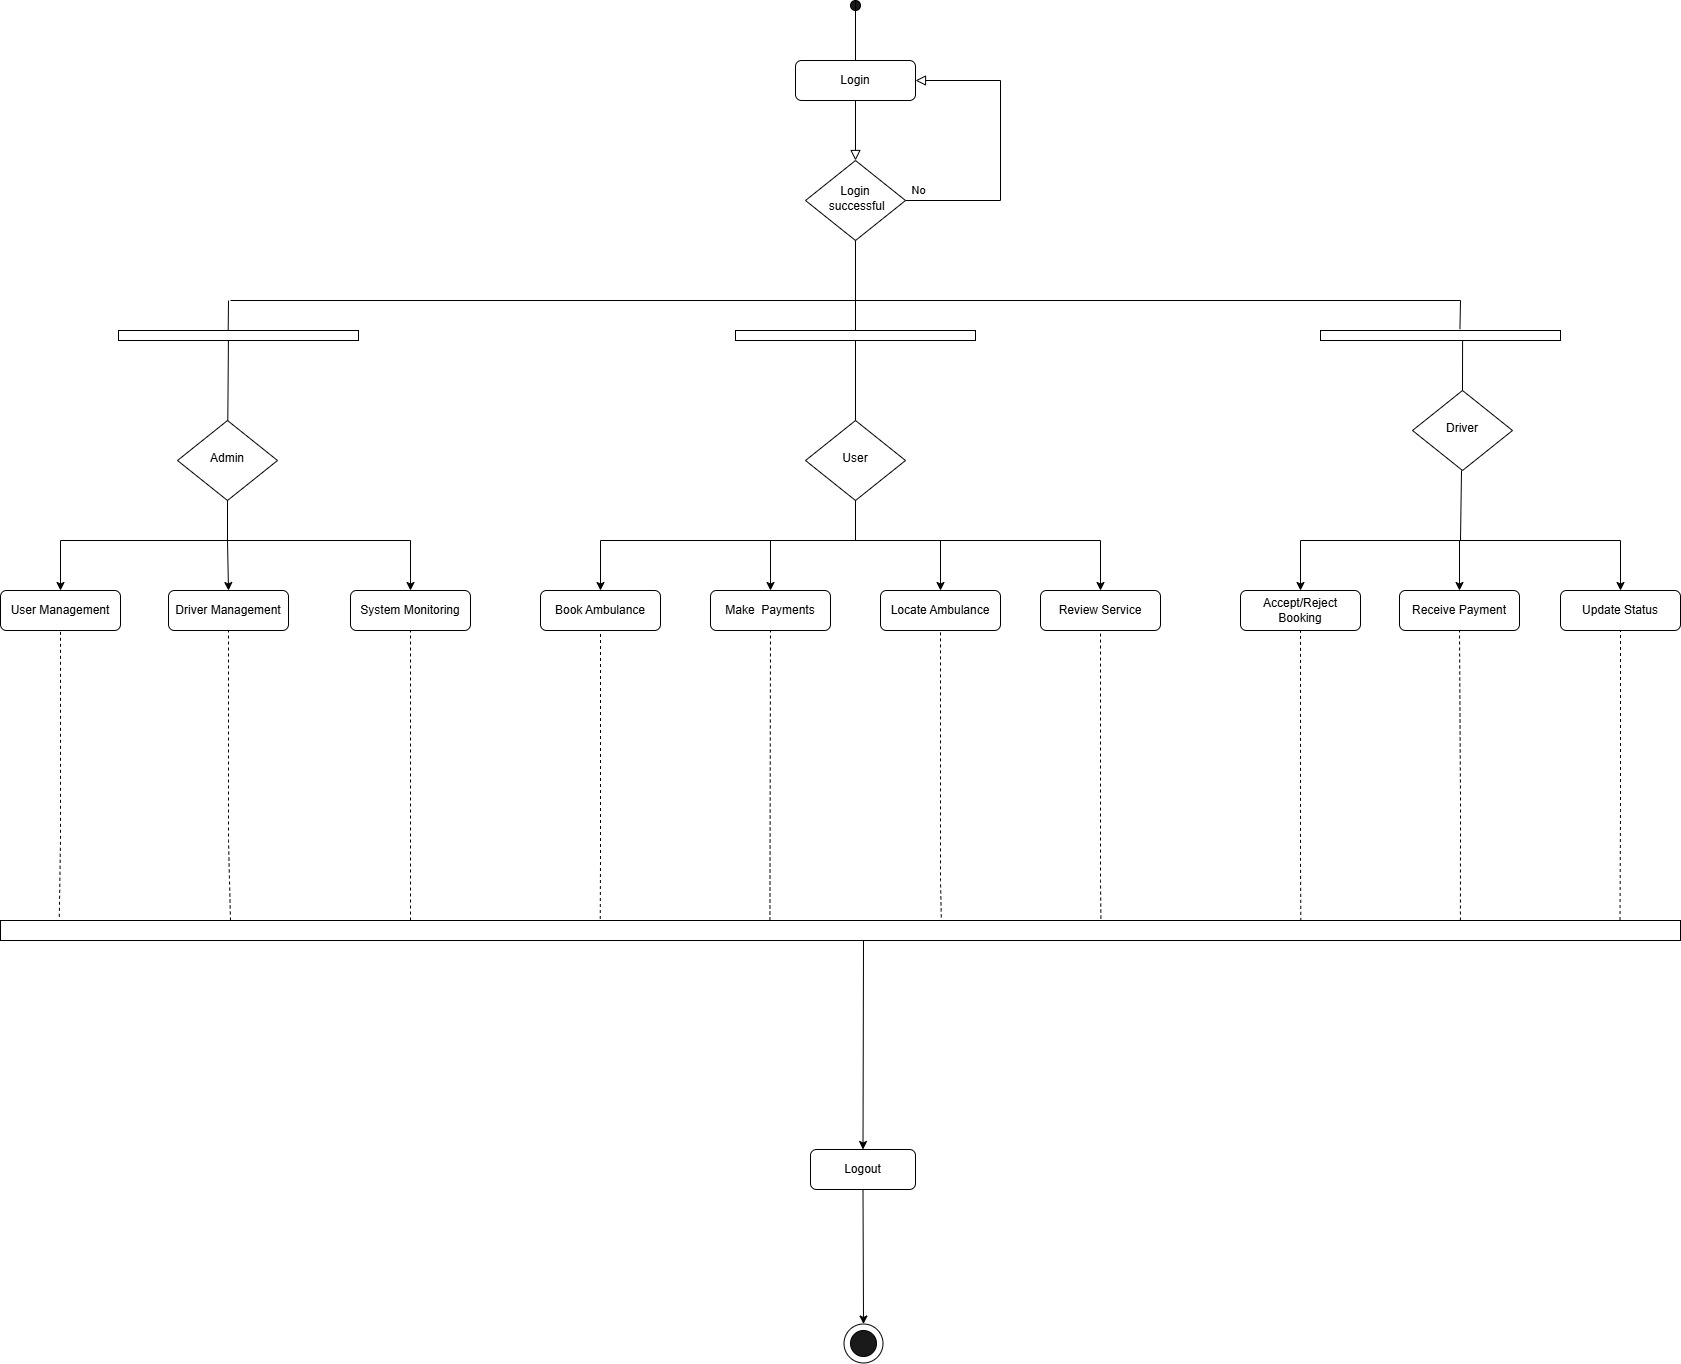 Login
Login
successful
No
Admin
User
Driver
User Management
Driver Management
System Monitoring
Book Ambulance
Make  Payments
Locate Ambulance
Review Service
Accept/Reject
Booking
Receive Payment
Update Status
Logout